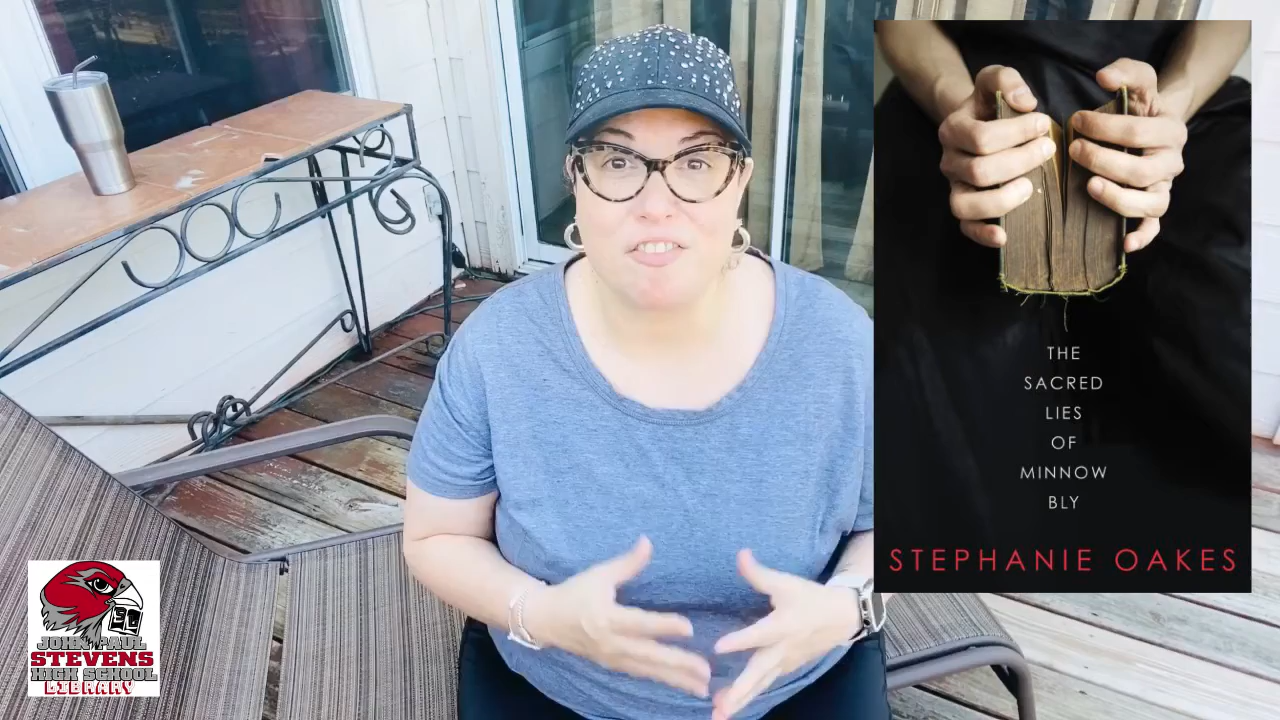 THE
SACRED
LIES
OF
MINNOW
BLY
STEPHANIE OAKES
JOHN PAUL
STEVENS
HIGH SCHOOL
LIBRARY